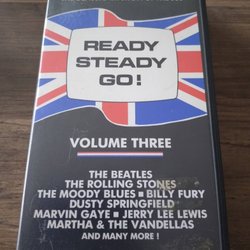 READY
STEADY
GO!
VOLUME THREE
THE BEATLES
THE ROLLING STONES
THE MOODY BLUES ■ BILLY FURY
DUSTY SPRINGFIELD
MARVIN GAYE ■ JERRY LEE LEWIS
MARTHA & THE VANDELLAS
AND MANY MORE !